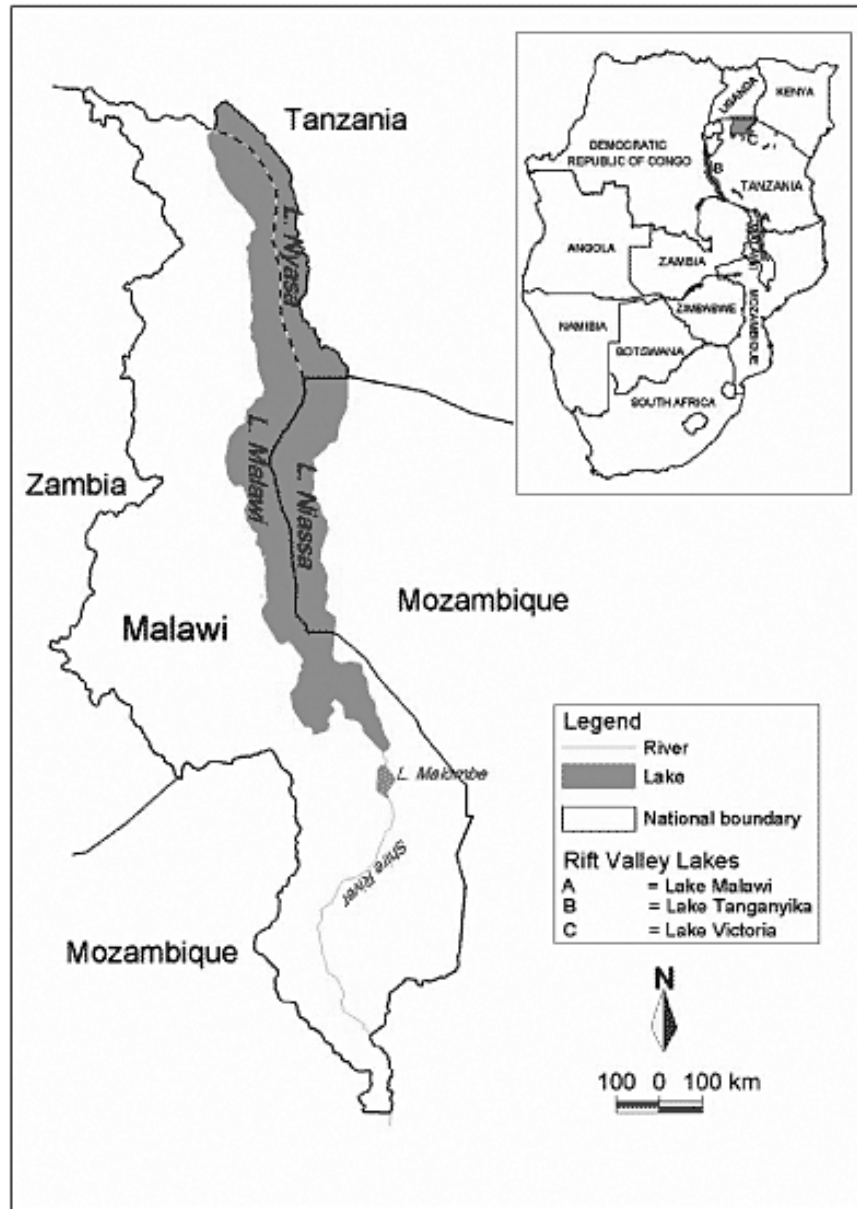 Tanzania
L. Nyasa
L. Malawi
L. Niassa
Zambia
Malawi
Mozambique
L. Malombe
Shire River
Mozambique
UGANDA
KENYA
DEMOCRATIC
REPUBLIC OF CONGO
C
B
TANZANIA
A
ANGOLA
ZAMBIA
MALAWI
ZIMBABWE
MOZAMBIQUE
NAMIBIA
BOTSWANA
SOUTH AFRICA
Legend
River
Lake
National boundary
Rift Valley Lakes
A = Lake Malawi
B = Lake Tanganyika
C = Lake Victoria
N
100 0 100 km